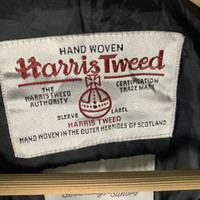 HAND WOVEN
Harris Tweed
THE HARRIS TWEED AUTHORITY
CERTIFICATION TRADE MARK
SLEEVE LABEL
HARRIS TWEED
HAND WOVEN IN THE OUTER HEBRIDES OF SCOTLAND